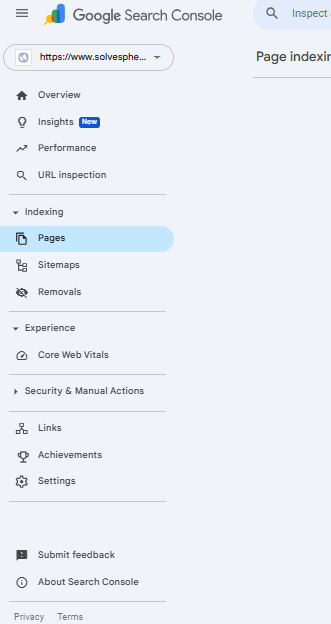 Google Search Console
Inspect
https://www.solvesphe...
Page indexin
Overview
Insights New
Performance
URL inspection
Indexing
Pages
Sitemaps
Removals
Experience
Core Web Vitals
Security & Manual Actions
Links
Achievements
Settings
Submit feedback
About Search Console
Privacy Terms